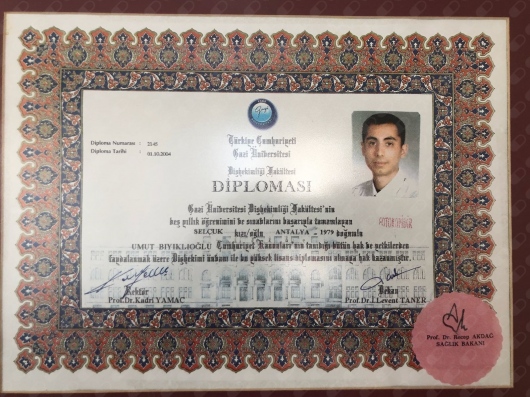 Diploma Numarası : 2145
Diploma Tarihi : 01.10.2004
Türkiye Cumhuriyeti
Gazi Üniversitesi
Dişhekimliği Fakültesi
DİPLOMASI
Gazi Üniversitesi Dişhekimliği Fakültesi'nin
beş yıllık öğrenimini ve sınavlarını başarıyla tamamlayan
SELÇUK kızı/oğlu ANTALYA - 1979 doğumlu
UMUT BIYIKLIOĞLU Cumhuriyet Kanunları'nın tanıdığı bütün hak ve yetkilerden
faydalanmak üzere Dişhekimi ünvanı ile bu yüksek lisans diplomasını almaya hak kazanmıştır.
Rektör
Prof.Dr.Kadri YAMAÇ
Dekan
Prof.Dr.J.Levent TANER
Prof. Dr. Recep AKDAĞ
SAĞLIK BAKANI